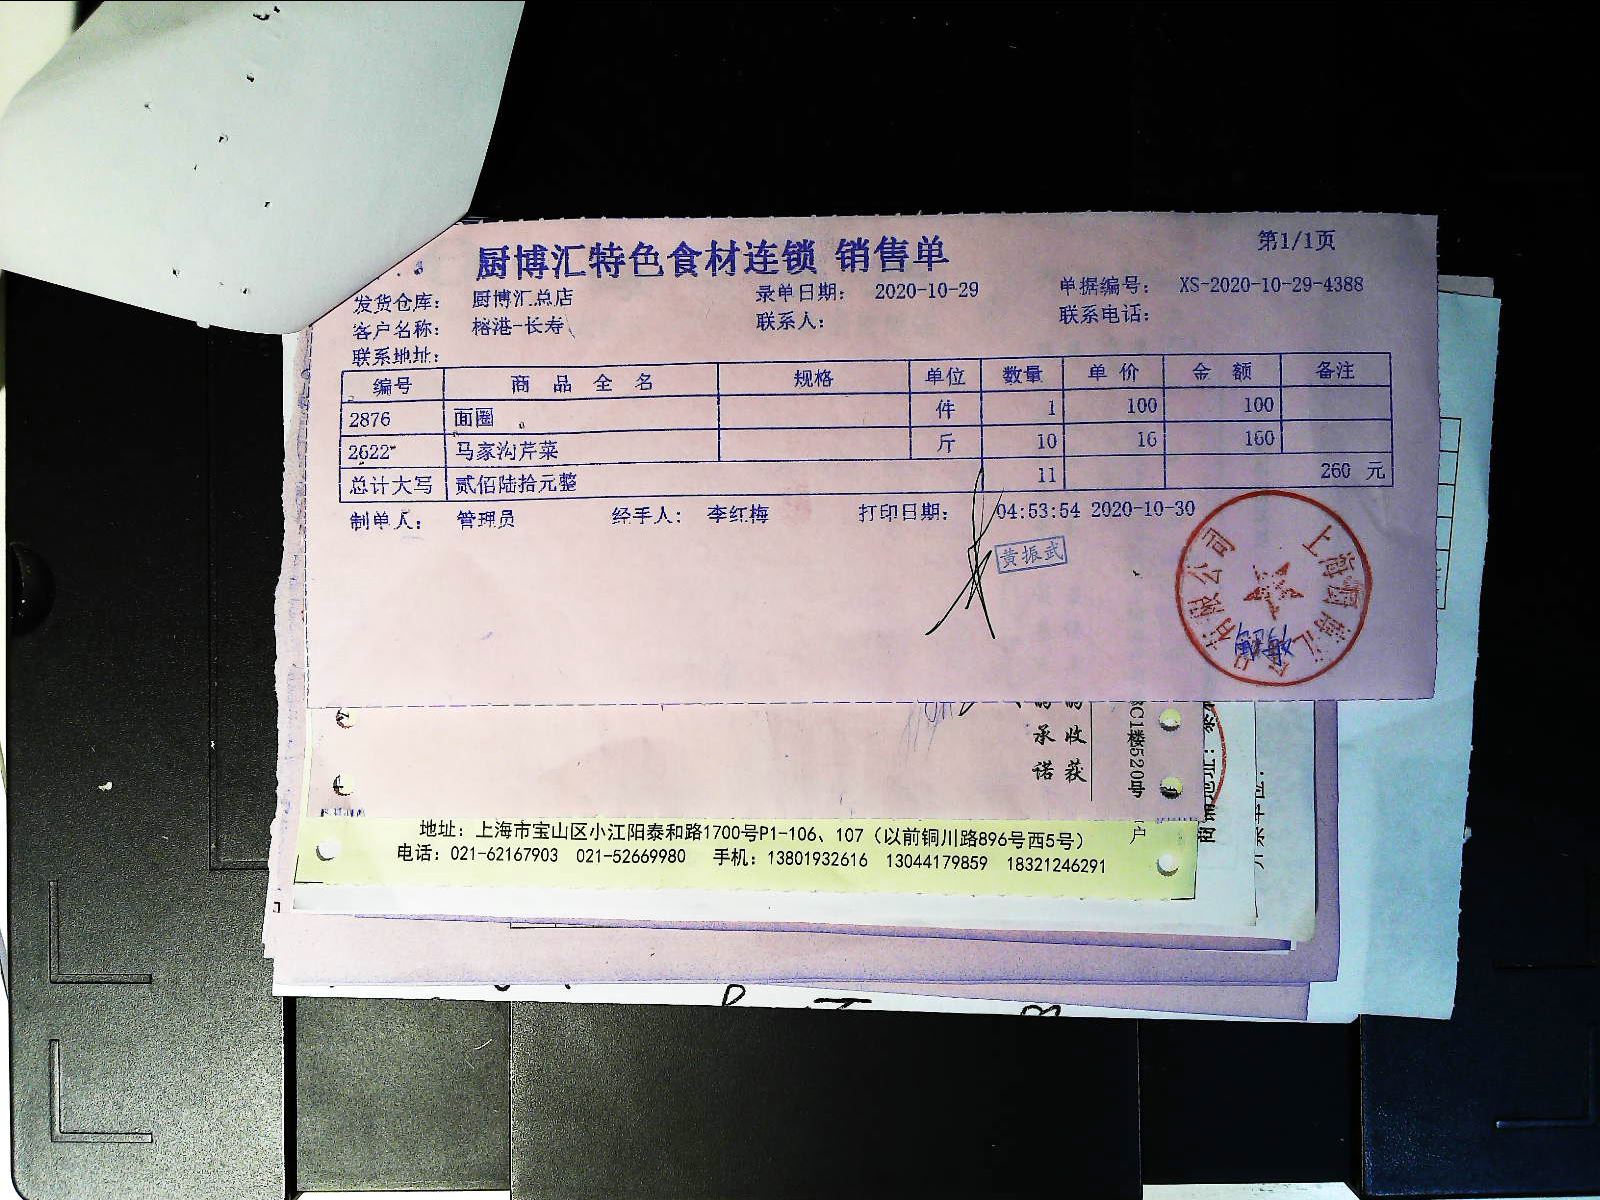 厨博汇特色食材连锁 销售单
第1/1页
发货仓库： 厨博汇总店 录单日期： 2020-10-29 单据编号： XS-2020-10-29-4388
客户名称： 榕港-长寿 联系人： 联系电话：
联系地址：
编号 商品全名 规格 单位 数量 单价 金额 备注
2876 面圈 件 1 100 100
2622 马家沟芹菜 斤 10 16 160
总计大写 贰佰陆拾元整 11 260 元
制单人： 管理员 经手人： 李红梅 打印日期： 04:53:54 2020-10-30
黄振武
承诺
收获
C1楼520号
户
地址：上海市宝山区小江阳泰和路1700号P1-106、107（以前铜川路896号西5号）
电话：021-62167903 021-52669980 手机：13801932616 13044179859 18321246291